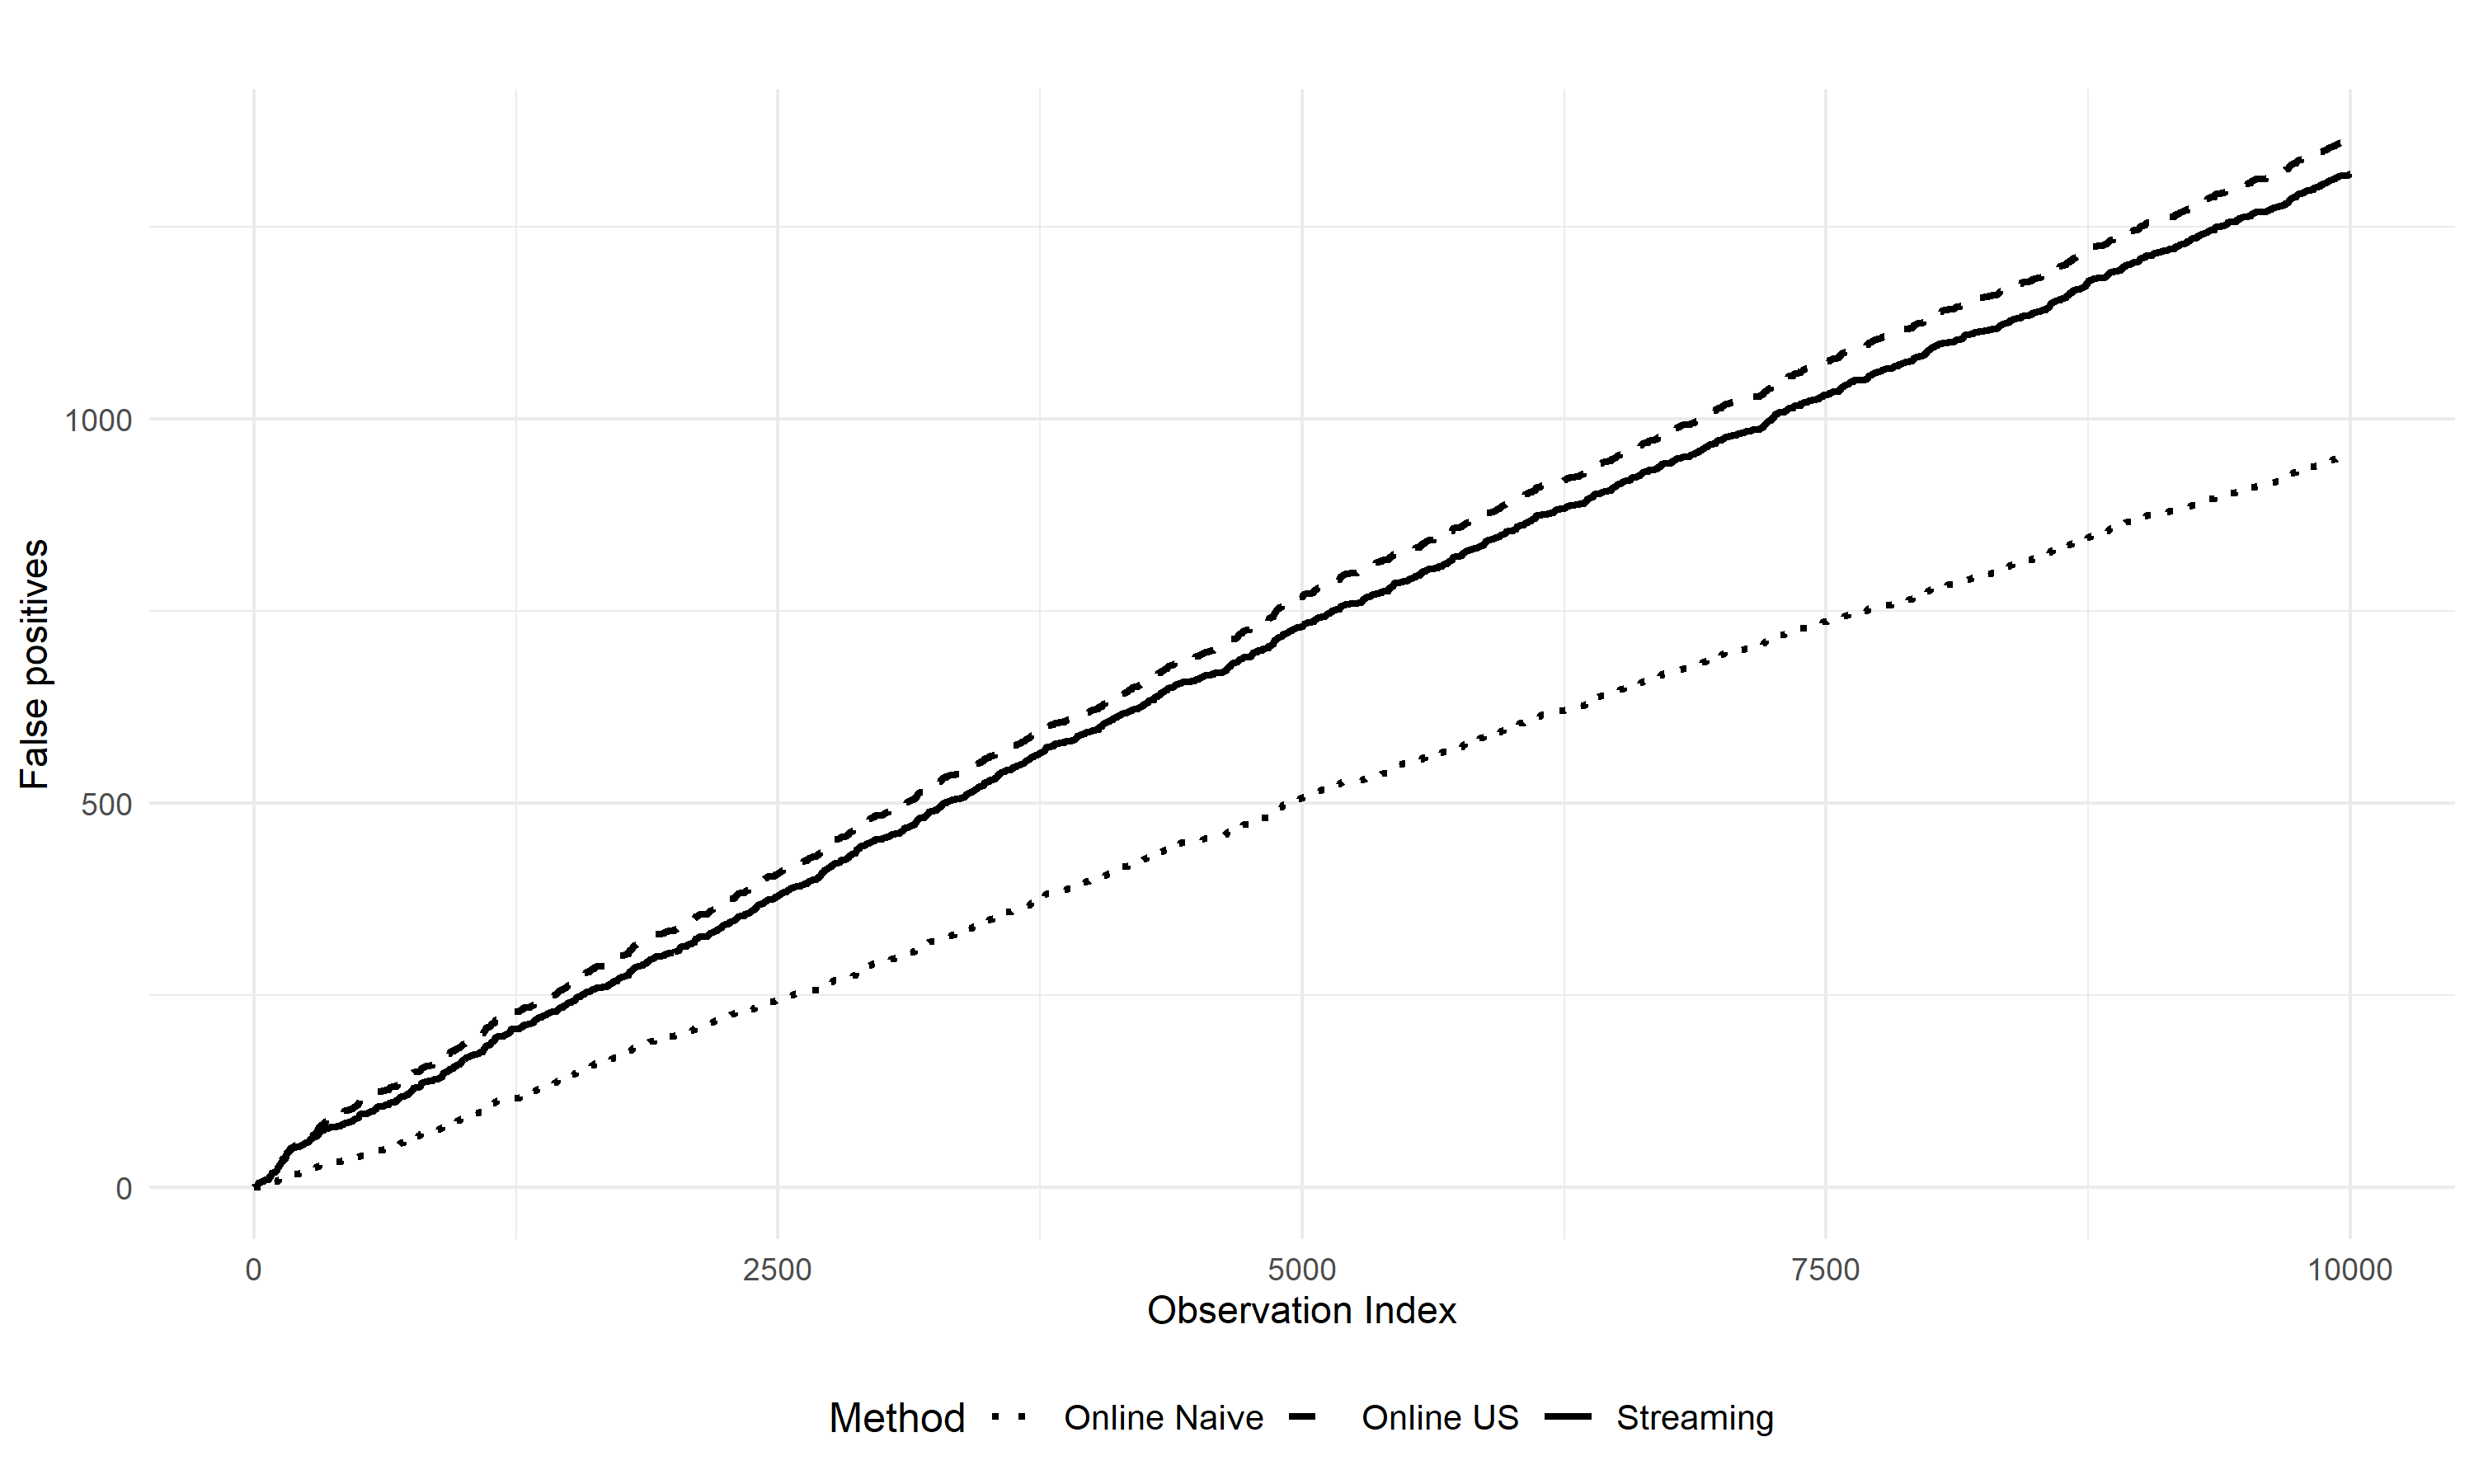 False positives
1000
500
0
0 2500 5000 7500 10000
Observation Index
Method Online Naive Online US Streaming